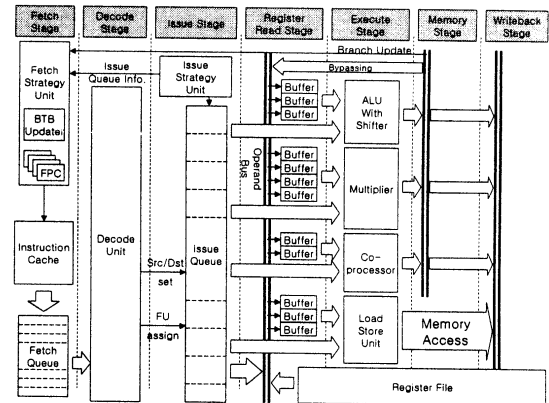 Fetch Stage
Decode Stage
Issue Stage
Register Read Stage
Execute Stage
Memory Stage
Writeback Stage
Branch Update
Bypassing
Fetch Strategy Unit
Issue Queue Info.
Issue Strategy Unit
BTB Update
FPC
Instruction Cache
Fetch Queue
Decode Unit
Src/Dst set
FU assign
Issue Queue
Operand Bus
Buffer
Buffer
Buffer
ALU With Shifter
Buffer
Buffer
Buffer
Buffer
Multiplier
Buffer
Buffer
Co-processor
Buffer
Buffer
Buffer
Load Store Unit
Memory Access
Register File